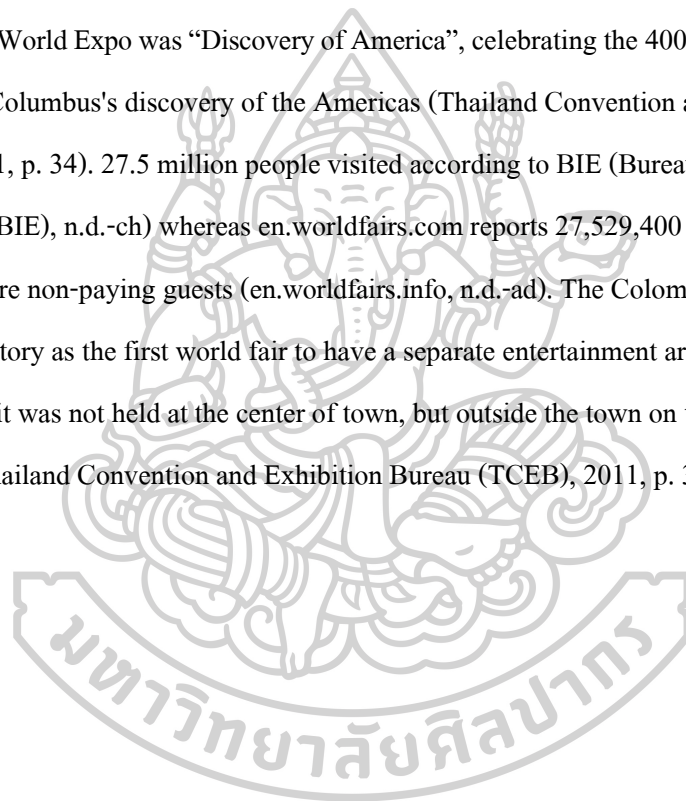 World Expo was “Discovery of America”, celebrating the 400
Columbus's discovery of the Americas (Thailand Convention a
1, p. 34). 27.5 million people visited according to BIE (Burea
BIE), n.d.-ch) whereas en.worldfairs.com reports 27,529,400
re non-paying guests (en.worldfairs.info, n.d.-ad). The Colom
tory as the first world fair to have a separate entertainment ar
it was not held at the center of town, but outside the town on
ailand Convention and Exhibition Bureau (TCEB), 2011, p. 3
มหาวิทยาลัยศิลปากร